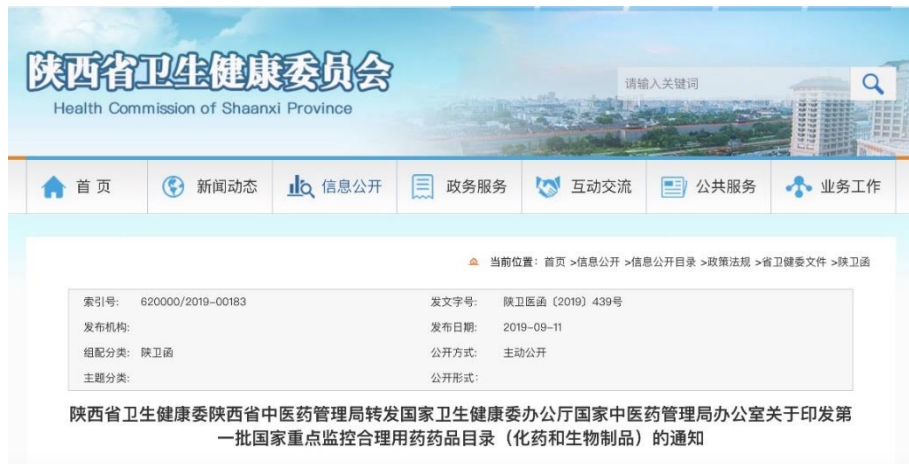 陕西省卫生健康委员会
Health Commission of Shaanxi Province
请输入关键词
首页 新闻动态 信息公开 政务服务 互动交流 公共服务 业务工作
当前位置：首页 >信息公开 >信息公开目录 >政策法规 >省卫健委文件 >陕卫函
索引号: 620000/2019-00183 发文字号: 陕卫医函〔2019〕439号
发布机构: 发布日期: 2019-09-11
组配分类: 陕卫函 公开方式: 主动公开
主题分类: 公开形式:
陕西省卫生健康委陕西省中医药管理局转发国家卫生健康委办公厅国家中医药管理局办公室关于印发第
一批国家重点监控合理用药药品目录（化药和生物制品）的通知